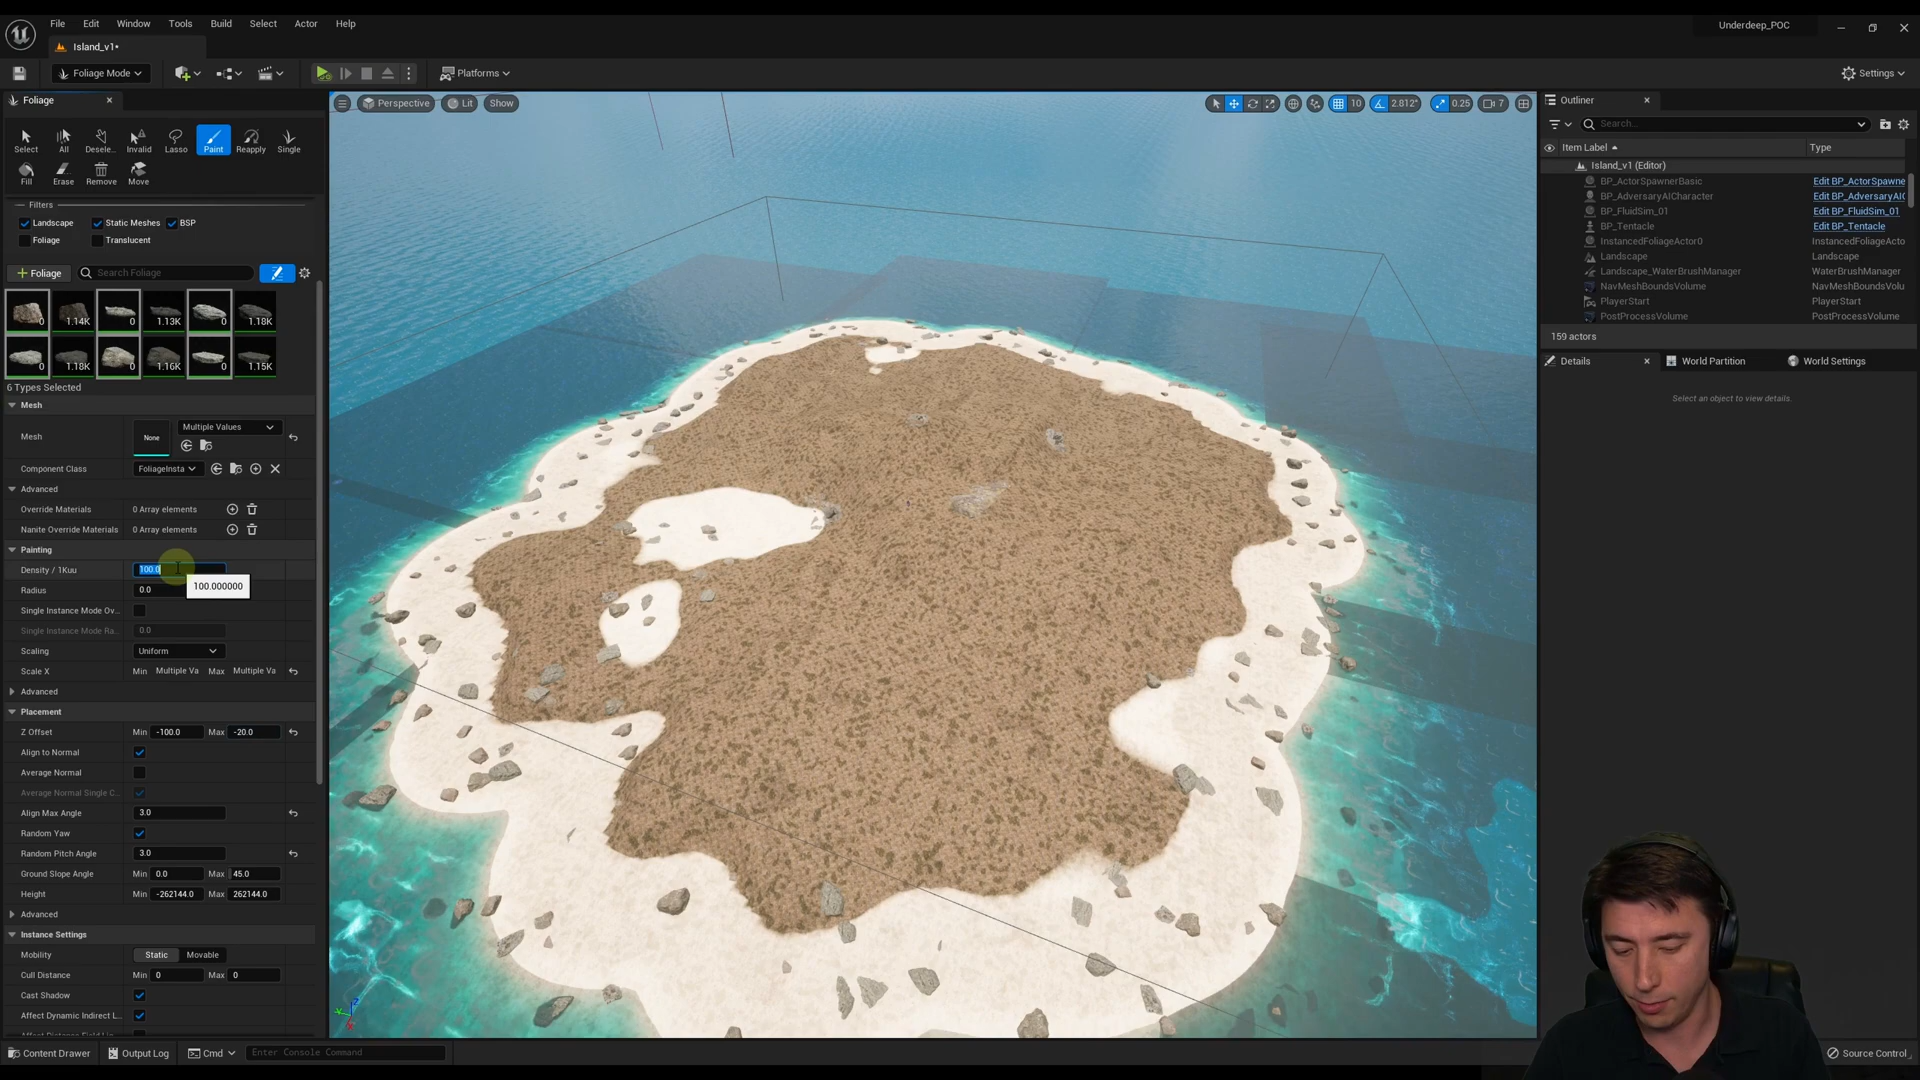 File Edit Window Tools Build Select Actor Help
Underdeep_POC
Island_v1*
Foliage Mode
Platforms
Settings
Foliage
Perspective
Lit
Show
10
2.812°
0.25
7
Outliner
Search...
Select All Desele... Invalid Lasso Paint Reapply Single
Fill Erase Remove Move
Item Label Type
Island_v1 (Editor)
BP_ActorSpawnerBasic Edit BP_ActorSpawne
BP_AdversaryAICharacter Edit BP_AdversaryAI
BP_FluidSim_01 Edit BP_FluidSim_01
BP_Tentacle Edit BP_Tentacle
InstancedFoliageActor0 InstancedFoliageActo
Landscape Landscape
Landscape_WaterBrushManager WaterBrushManager
NavMeshBoundsVolume NavMeshBoundsVolu
PlayerStart PlayerStart
PostProcessVolume PostProcessVolume
159 actors
Details World Partition World Settings
Select an object to view details.
Filters
Landscape Static Meshes BSP
Foliage Translucent
Foliage Search Foliage
0 1.14K 0 1.13K 0 1.18K
0 1.18K 0 1.16K 0 1.15K
6 Types Selected
Mesh
Mesh None Multiple Values
Component Class FoliageInsta
Advanced
Override Materials 0 Array elements
Nanite Override Materials 0 Array elements
Painting
Density / 1Kuu 100.0
100.000000
Radius 0.0
Single Instance Mode Ov...
Single Instance Mode Ra... 0.0
Scaling Uniform
Scale X Min Multiple Va Max Multiple Va
Advanced
Placement
Z Offset Min -100.0 Max -20.0
Align to Normal
Average Normal
Average Normal Single C...
Align Max Angle 3.0
Random Yaw
Random Pitch Angle 3.0
Ground Slope Angle Min 0.0 Max 45.0
Height Min -262144.0 Max 262144.0
Advanced
Instance Settings
Mobility Static Movable
Cull Distance Min 0 Max 0
Cast Shadow
Affect Dynamic Indirect L...
Content Drawer Output Log Cmd Enter Console Command
Source Control